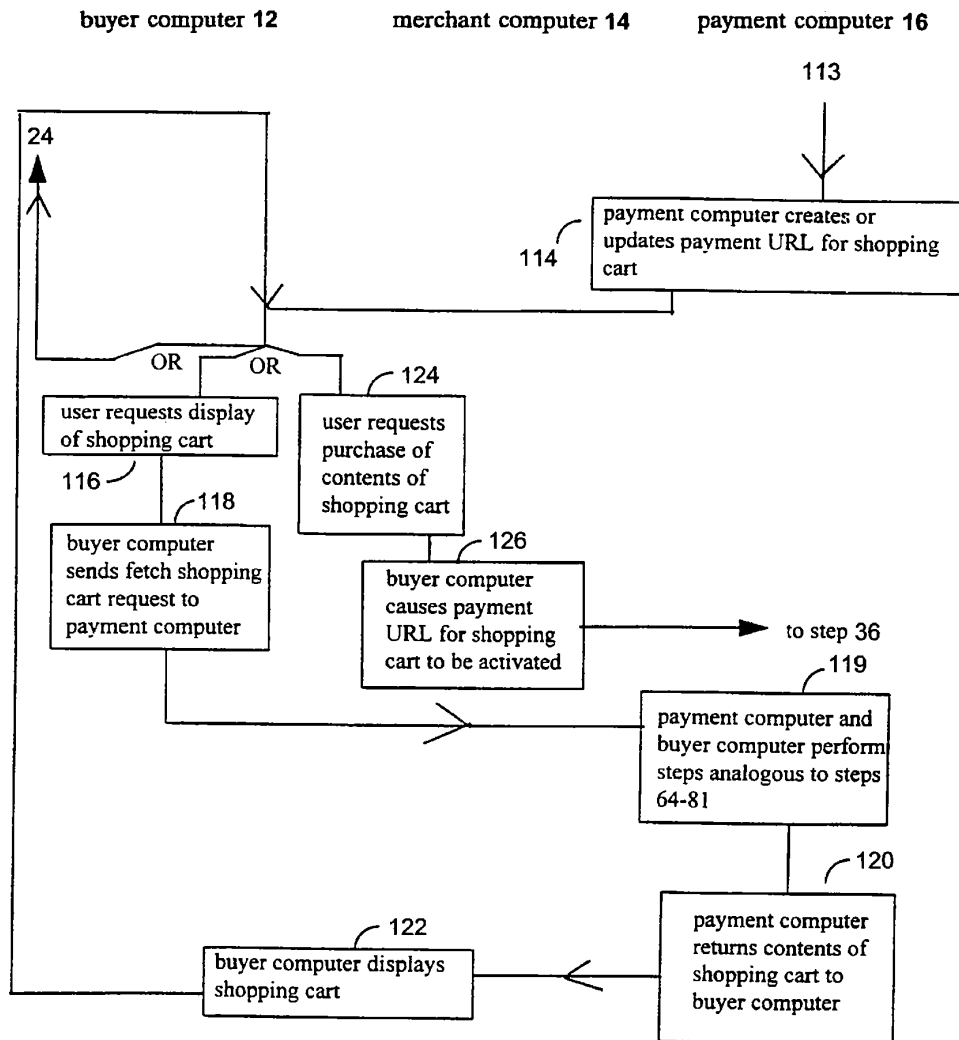 buyer computer 12
merchant computer 14
payment computer 16
113
24
payment computer creates or
updates payment URL for shopping
cart
114
OR
OR
124
user requests display
of shopping cart
116
user requests
purchase of
contents of
shopping cart
118
buyer computer
sends fetch shopping
cart request to
payment computer
126
buyer computer
causes payment
URL for shopping
cart to be activated
to step 36
119
payment computer and
buyer computer perform
steps analogous to steps
64-81
120
payment computer
returns contents of
shopping cart to
buyer computer
122
buyer computer displays
shopping cart